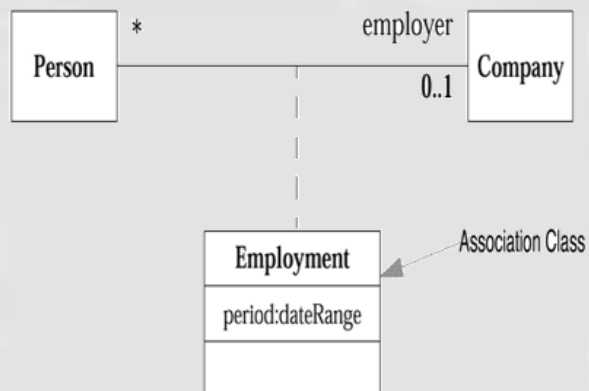 * employer
Person Company
0..1
Association Class
Employment
period:dateRange